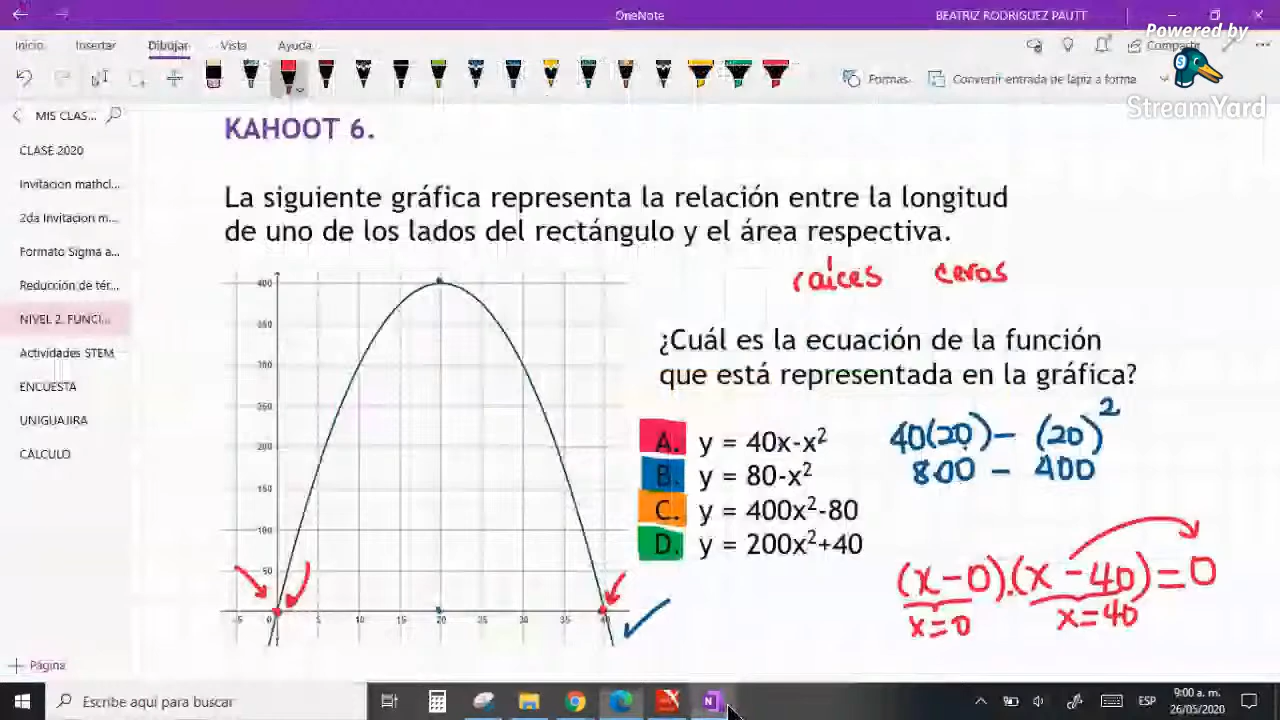 OneNote
BEATRIZ RODRIGUEZ PAUTT
Powered by
StreamYard
Inicio Insertar Dibujar Vista Ayuda
Compartir
Formas Convertir entrada de lápiz a forma
MIS CLAS...
CLASE 2020
Invitacion mathcl...
2da Invitacion m...
Formato Sigma a...
Reducción de tér...
NIVEL 2. FUNCI...
Actividades STEM
ENCUESTA
UNIGUAJIRA
CALCULO
Página
KAHOOT 6.
La siguiente gráfica representa la relación entre la longitud
de uno de los lados del rectángulo y el área respectiva.
raíces ceros
400
350
300
250
200
150
100
50
-5 0 5 10 15 20 25 30 35 40
¿Cuál es la ecuación de la función
que está representada en la gráfica?
A. y = 40x-x²
B. y = 80-x²
C. y = 400x²-80
D. y = 200x²+40
40(20) - (20)²
800 - 400
(x-0).(x-40)=0
x=0 x=40
Escribe aquí para buscar
ESP
9:00 a. m.
26/05/2020